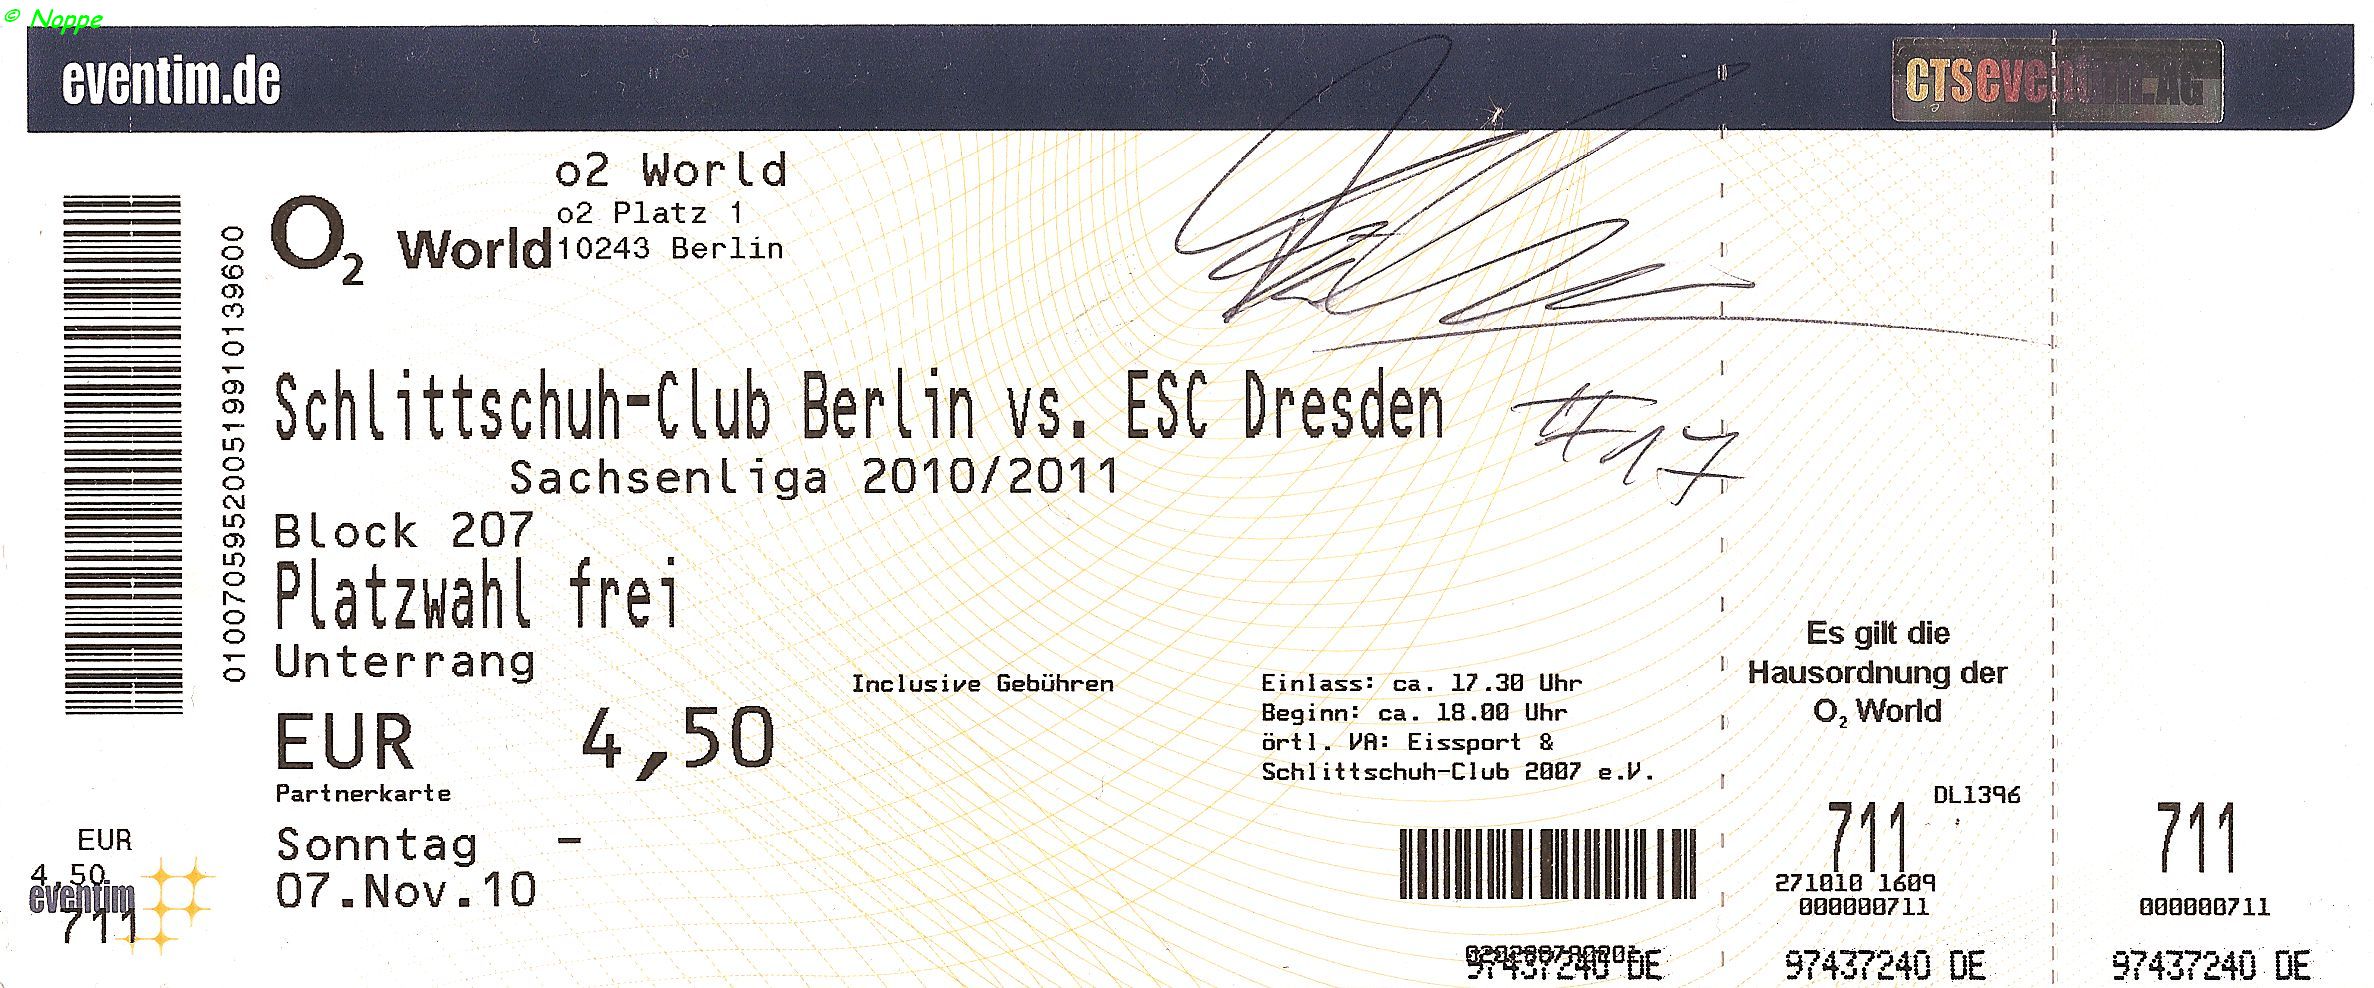 © Noppe
eventim.de
CTS eventim AG
o2 World
o2 Platz 1
10243 Berlin
O2 World
010070595200519910139600
Schlittschuh-Club Berlin vs. ESC Dresden
Sachsenliga 2010/2011
#17
Block 207
Platzwahl frei
Unterrang
Inclusive Gebühren
EUR 4,50
Partnerkarte
Sonntag -
07.Nov.10
Einlass: ca. 17.30 Uhr
Beginn: ca. 18.00 Uhr
örtl. VA: Eissport &
Schlittschuh-Club 2007 e.V.
Es gilt die
Hausordnung der
O2 World
EUR
4,50
eventim
711
97437240 DE
DL1396
711
271010 1609
000000711
97437240 DE
711
000000711
97437240 DE